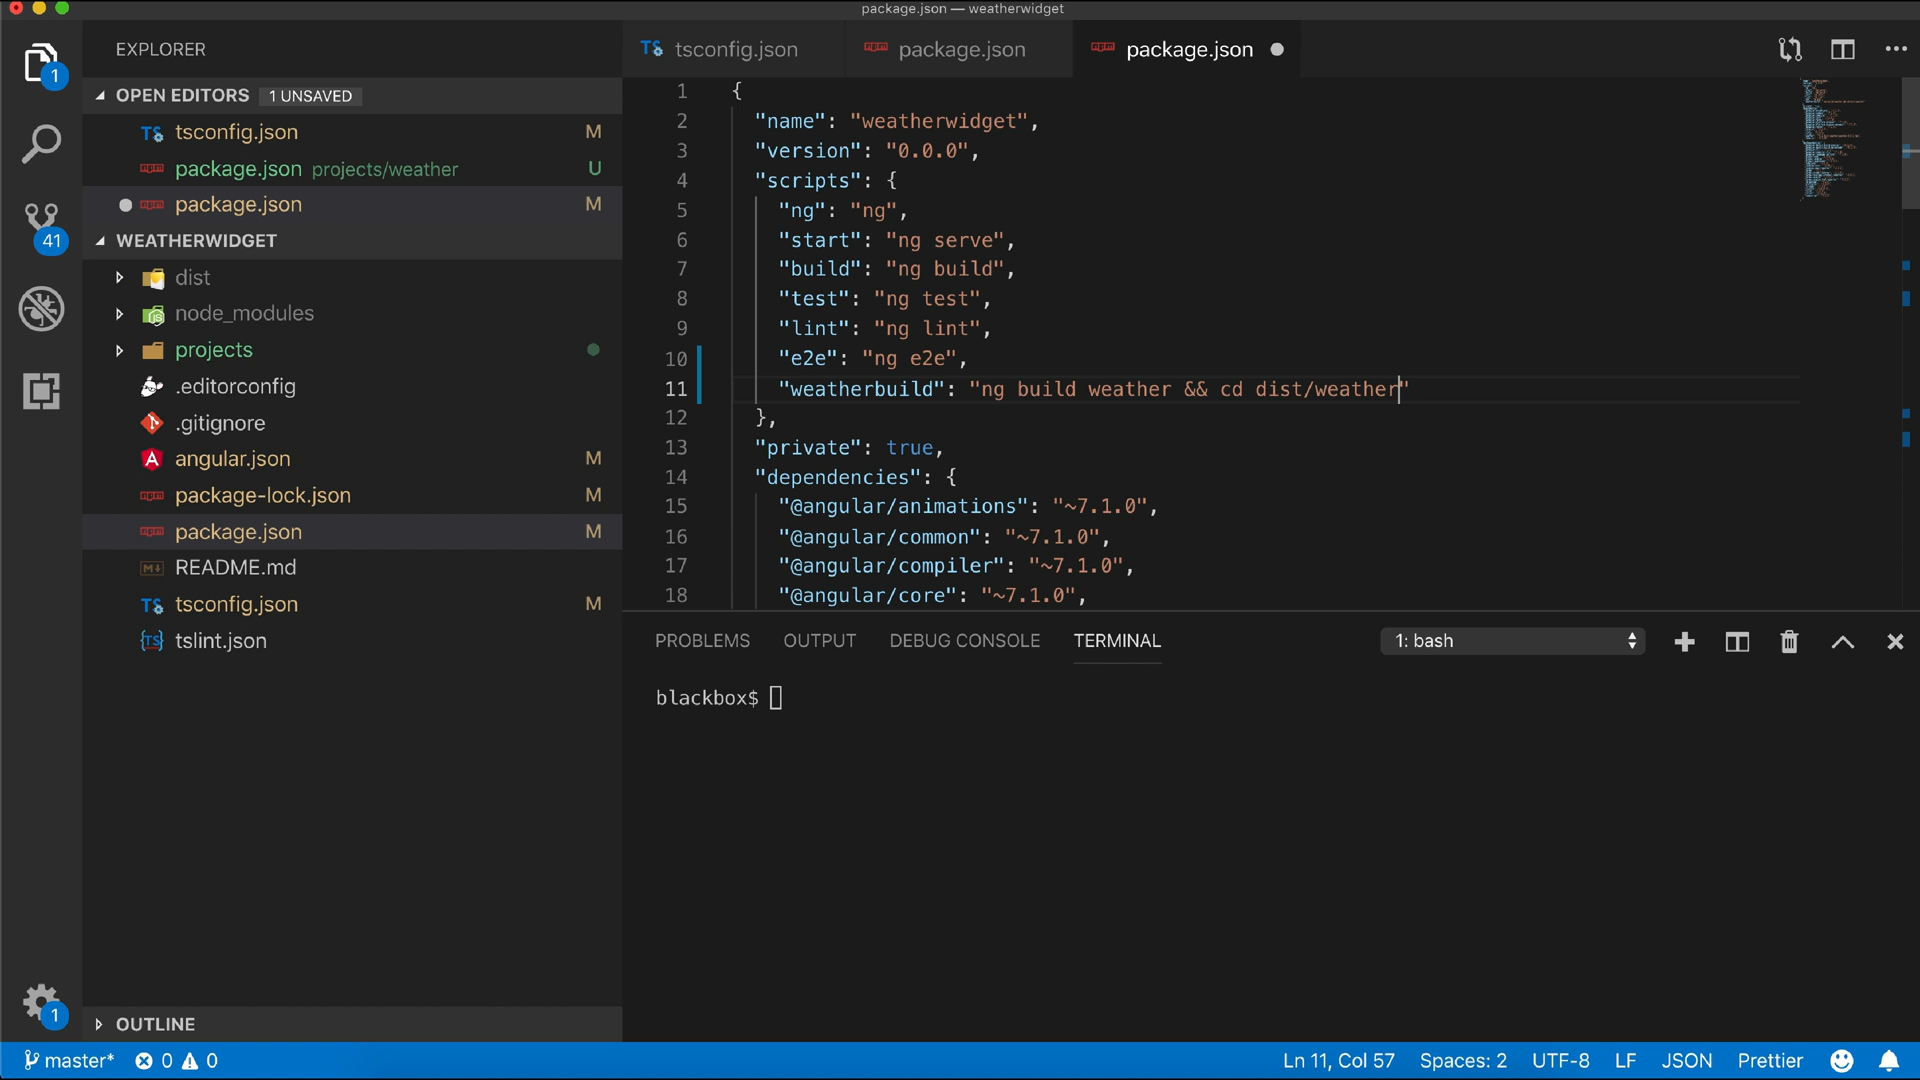 package.json — weatherwidget
EXPLORER
tsconfig.json
package.json
package.json
1
OPEN EDITORS 1 UNSAVED
TS tsconfig.json M
package.json projects/weather U
package.json M
41
WEATHERWIDGET
dist
node_modules
projects
.editorconfig
.gitignore
angular.json M
package-lock.json M
package.json M
README.md
TS tsconfig.json M
TS tslint.json
1
OUTLINE
1 {
2 "name": "weatherwidget",
3 "version": "0.0.0",
4 "scripts": {
5 "ng": "ng",
6 "start": "ng serve",
7 "build": "ng build",
8 "test": "ng test",
9 "lint": "ng lint",
10 "e2e": "ng e2e",
11 "weatherbuild": "ng build weather && cd dist/weather"
12 },
13 "private": true,
14 "dependencies": {
15 "@angular/animations": "~7.1.0",
16 "@angular/common": "~7.1.0",
17 "@angular/compiler": "~7.1.0",
18 "@angular/core": "~7.1.0",
PROBLEMS OUTPUT DEBUG CONSOLE TERMINAL 1: bash
blackbox$
master* 0 0 Ln 11, Col 57 Spaces: 2 UTF-8 LF JSON Prettier